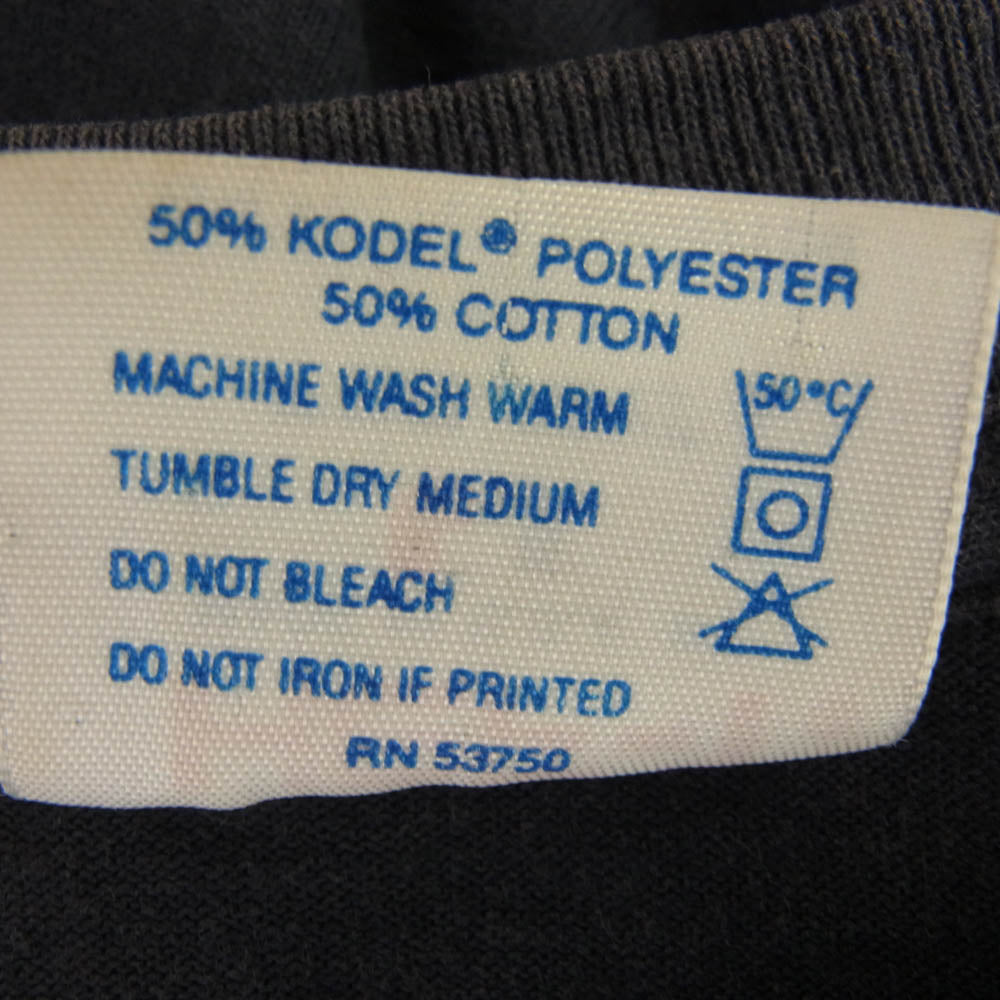 50% KODEL® POLYESTER
50% COTTON
MACHINE WASH WARM
50°C
TUMBLE DRY MEDIUM
DO NOT BLEACH
DO NOT IRON IF PRINTED
RN 53750